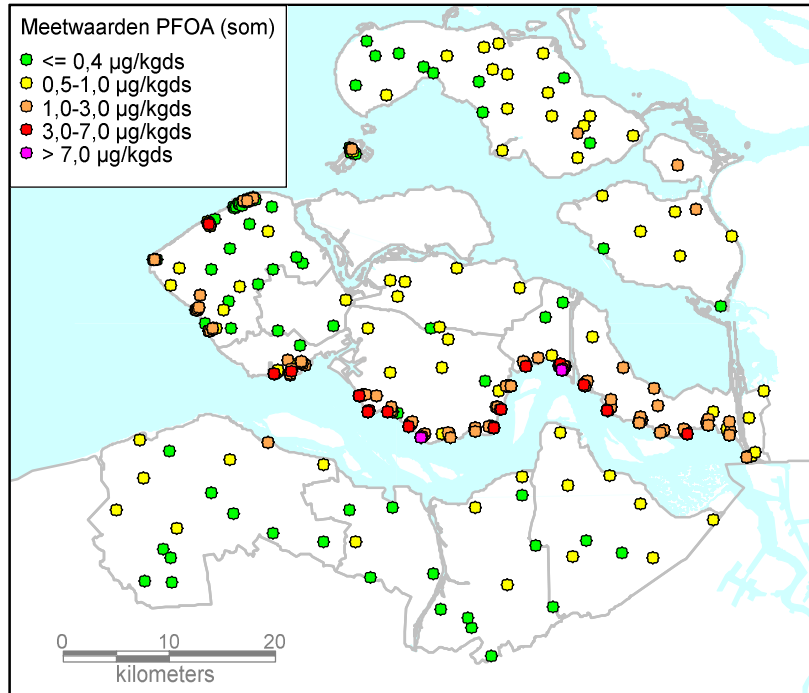 Meetwaarden PFOA (som)
<= 0,4 µg/kgds
0,5-1,0 µg/kgds
1,0-3,0 µg/kgds
3,0-7,0 µg/kgds
> 7,0 µg/kgds
0 10 20
kilometers